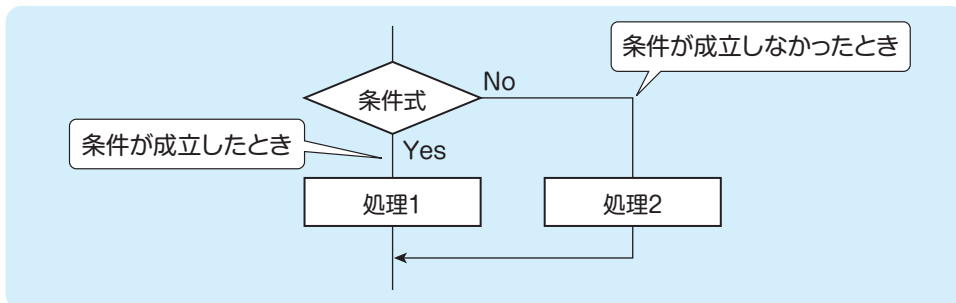 条件が成立しなかったとき
No
条件式
条件が成立したとき
Yes
処理1
処理2